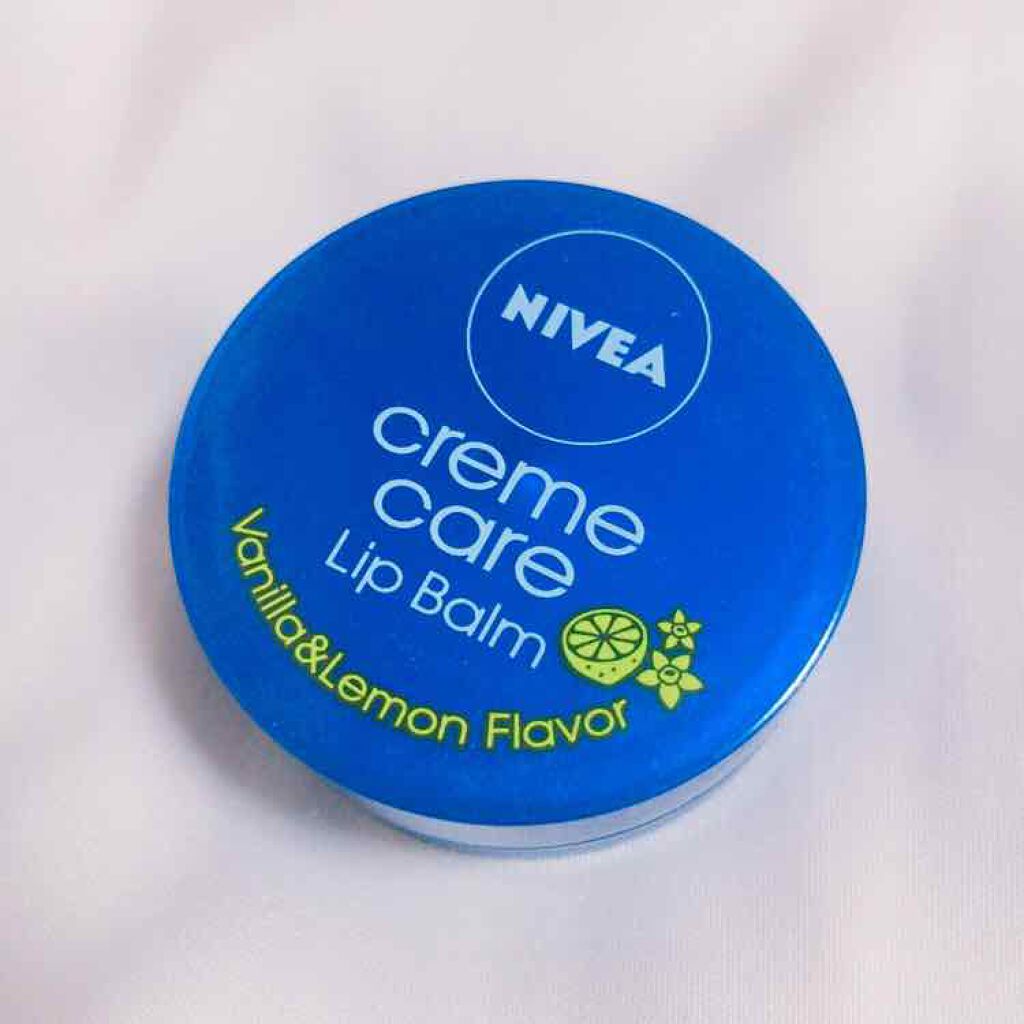 NIVEA
creme
care
Lip Balm
Vanilla&Lemon Flavor